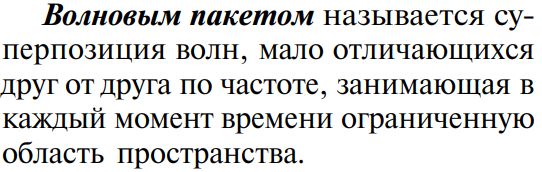 Волновым пакетом называется су-
перпозиция волн, мало отличающихся
друг от друга по частоте, занимающая в
каждый момент времени ограниченную
область пространства.